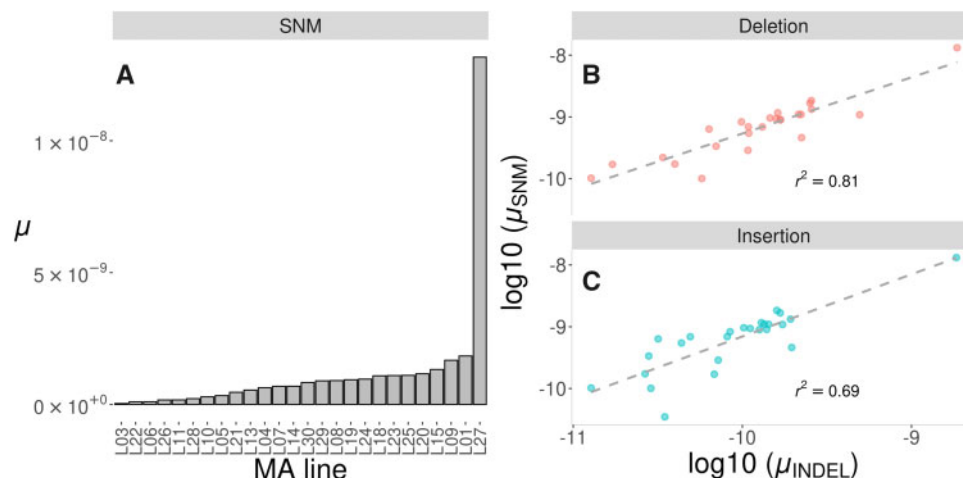 SNM
A
μ
1 × 10⁻⁸
5 × 10⁻⁹
0 × 10⁺⁰
L03-
L22-
L06-
L26-
L11-
L28-
L10-
L05-
L21-
L13-
L04-
L07-
L14-
L16-
L30-
L29-
L08-
L19-
L24-
L18-
L23-
L25-
L20-
L15-
L09-
L01-
L27-
MA line
log10 (μSNM)
Deletion
B
-8
-9
-10
r² = 0.81
Insertion
C
-8
-9
-10
r² = 0.69
-11 -10 -9
log10 (μINDEL)